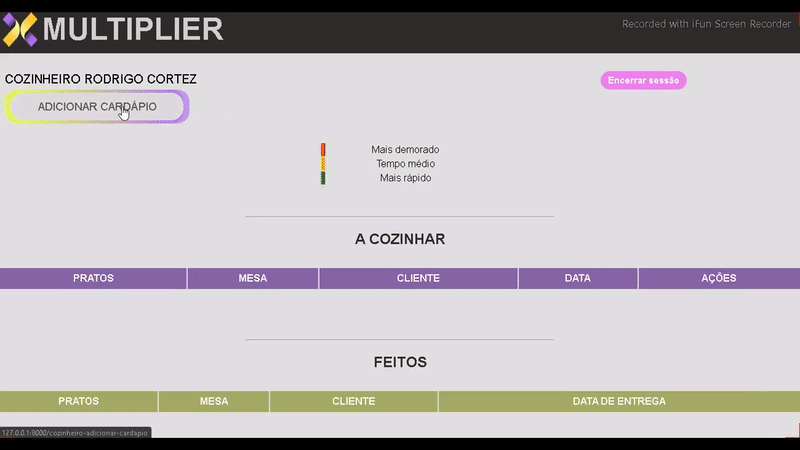 MULTIPLIER
Recorded with iFun Screen Recorder
COZINHEIRO RODRIGO CORTEZ
Encerrar sessão
ADICIONAR CARDÁPIO
Mais demorado
Tempo médio
Mais rápido
A COZINHAR
PRATOS MESA CLIENTE DATA AÇÕES
FEITOS
PRATOS MESA CLIENTE DATA DE ENTREGA
127.0.0.1:8000/cozinheiro-adicionar-cardapio